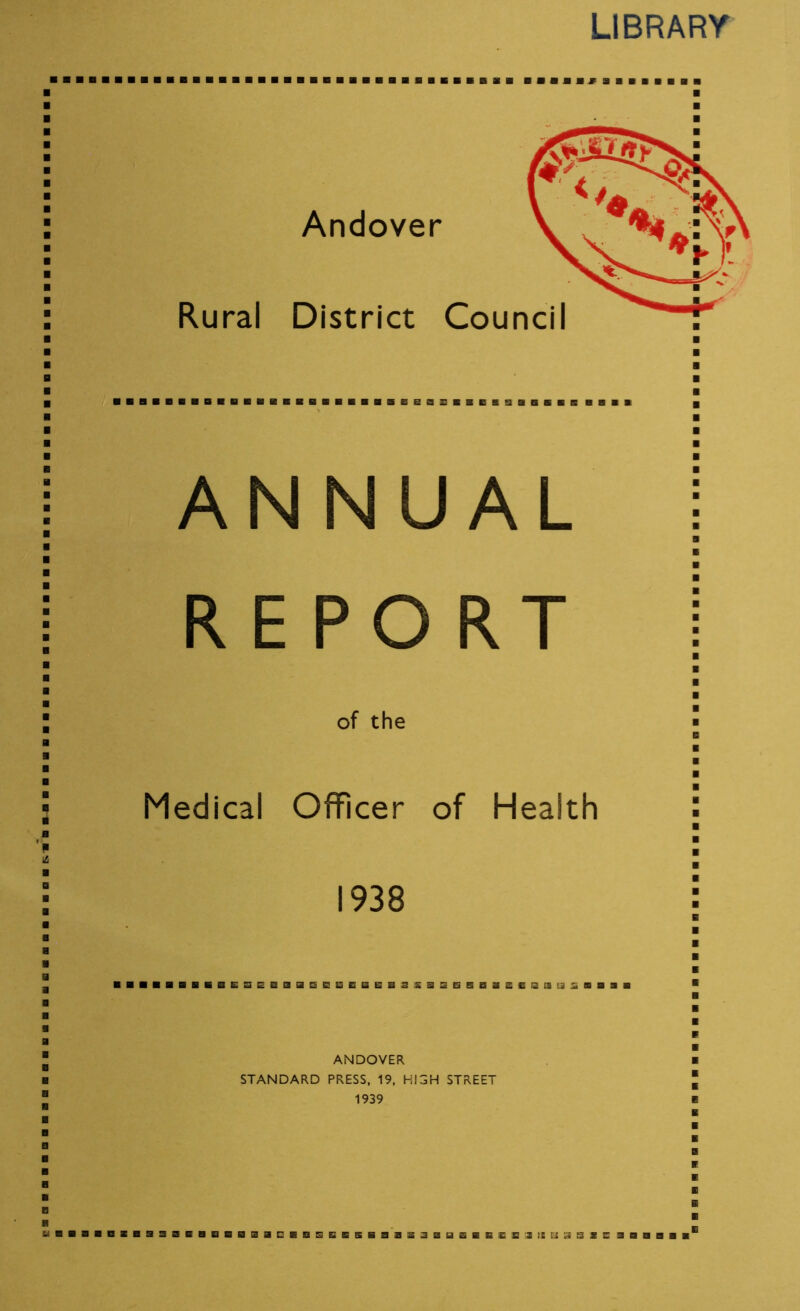 LIBRARY
Andover
Rural District Council
LIBRARY
ANNUAL
REPORT
of the
Medical Officer of Health
1938
ANDOVER
STANDARD PRESS, 19, HIGH STREET
1939